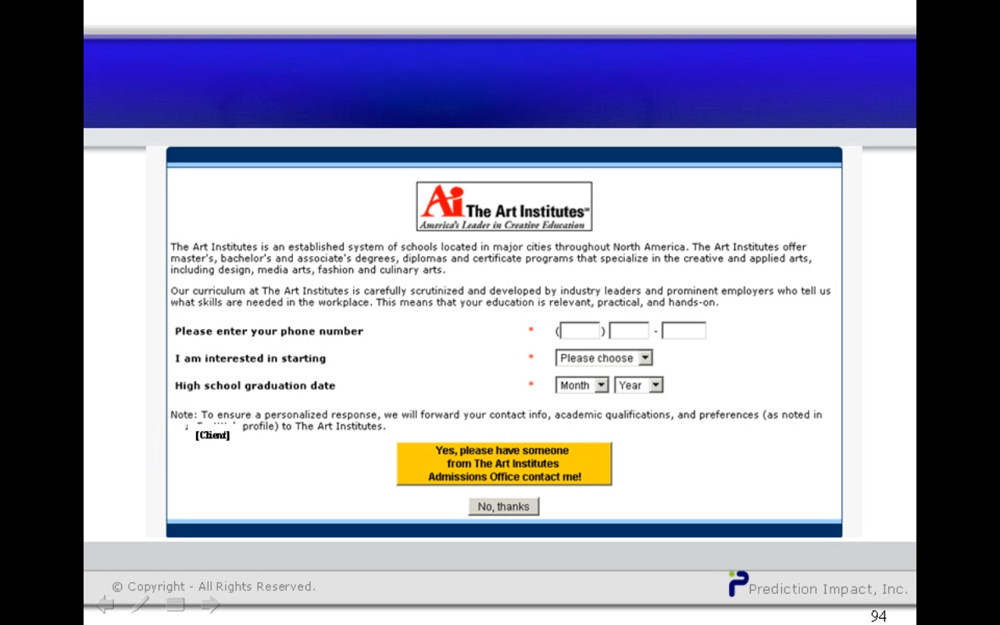 Ai The Art Institutes℠
America's Leader in Creative Education
The Art Institutes is an established system of schools located in major cities throughout North America. The Art Institutes offer
master's, bachelor's and associate's degrees, diplomas and certificate programs that specialize in the creative and applied arts,
including design, media arts, fashion and culinary arts.
Our curriculum at The Art Institutes is carefully scrutinized and developed by industry leaders and prominent employers who tell us
what skills are needed in the workplace. This means that your education is relevant, practical, and hands-on.
Please enter your phone number * ( ) -
I am interested in starting * Please choose
High school graduation date * Month Year
Note: To ensure a personalized response, we will forward your contact info, academic qualifications, and preferences (as noted in
profile) to The Art Institutes.
[Client]
Yes, please have someone
from The Art Institutes
Admissions Office contact me!
No, thanks
© Copyright - All Rights Reserved.
Prediction Impact, Inc.
94